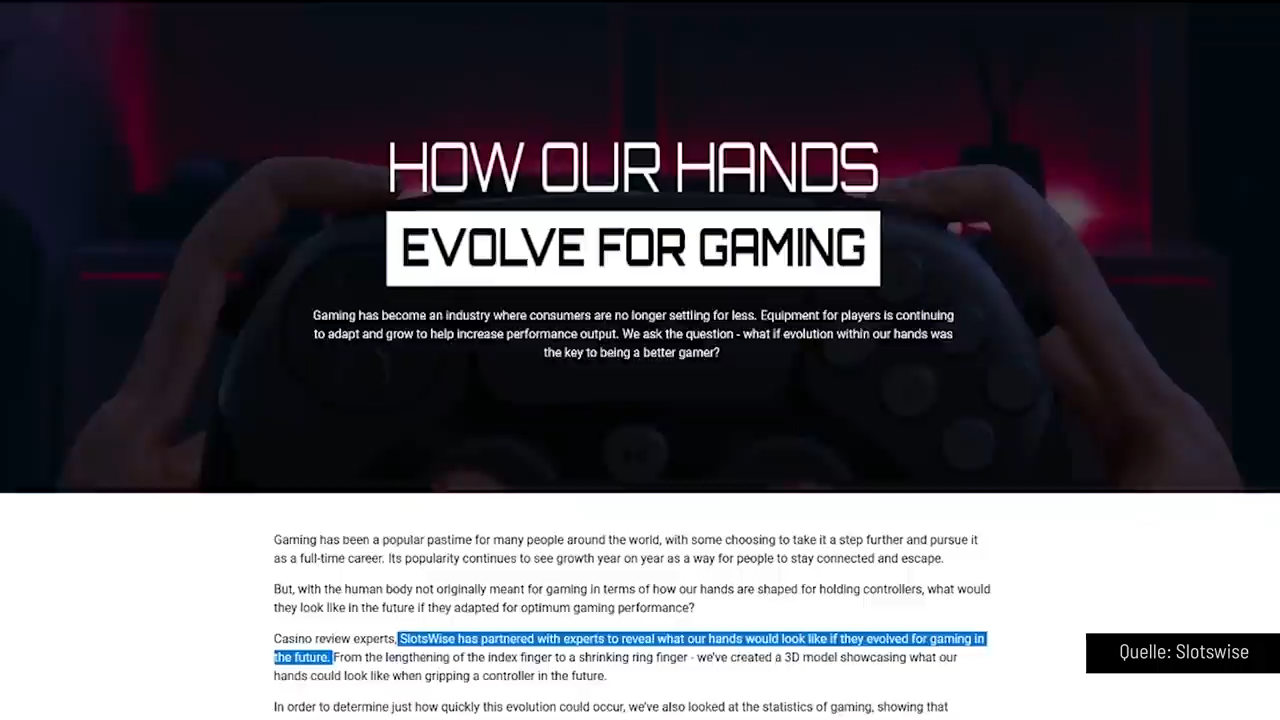 HOW OUR HANDS
EVOLVE FOR GAMING
Gaming has become an industry where consumers are no longer settling for less. Equipment for players is continuing
to adapt and grow to help increase performance output. We ask the question - what if evolution within our hands was
the key to being a better gamer?
Gaming has been a popular pastime for many people around the world, with some choosing to take it a step further and pursue it
as a full-time career. Its popularity continues to see growth year on year as a way for people to stay connected and escape.
But, with the human body not originally meant for gaming in terms of how our hands are shaped for holding controllers, what would
they look like in the future if they adapted for optimum gaming performance?
Casino review experts, SlotsWise has partnered with experts to reveal what our hands would look like if they evolved for gaming in
the future. From the lengthening of the index finger to a shrinking ring finger - we've created a 3D model showcasing what our
hands could look like when gripping a controller in the future.
Quelle: Slotswise
In order to determine just how quickly this evolution could occur, we've also looked at the statistics of gaming, showing that